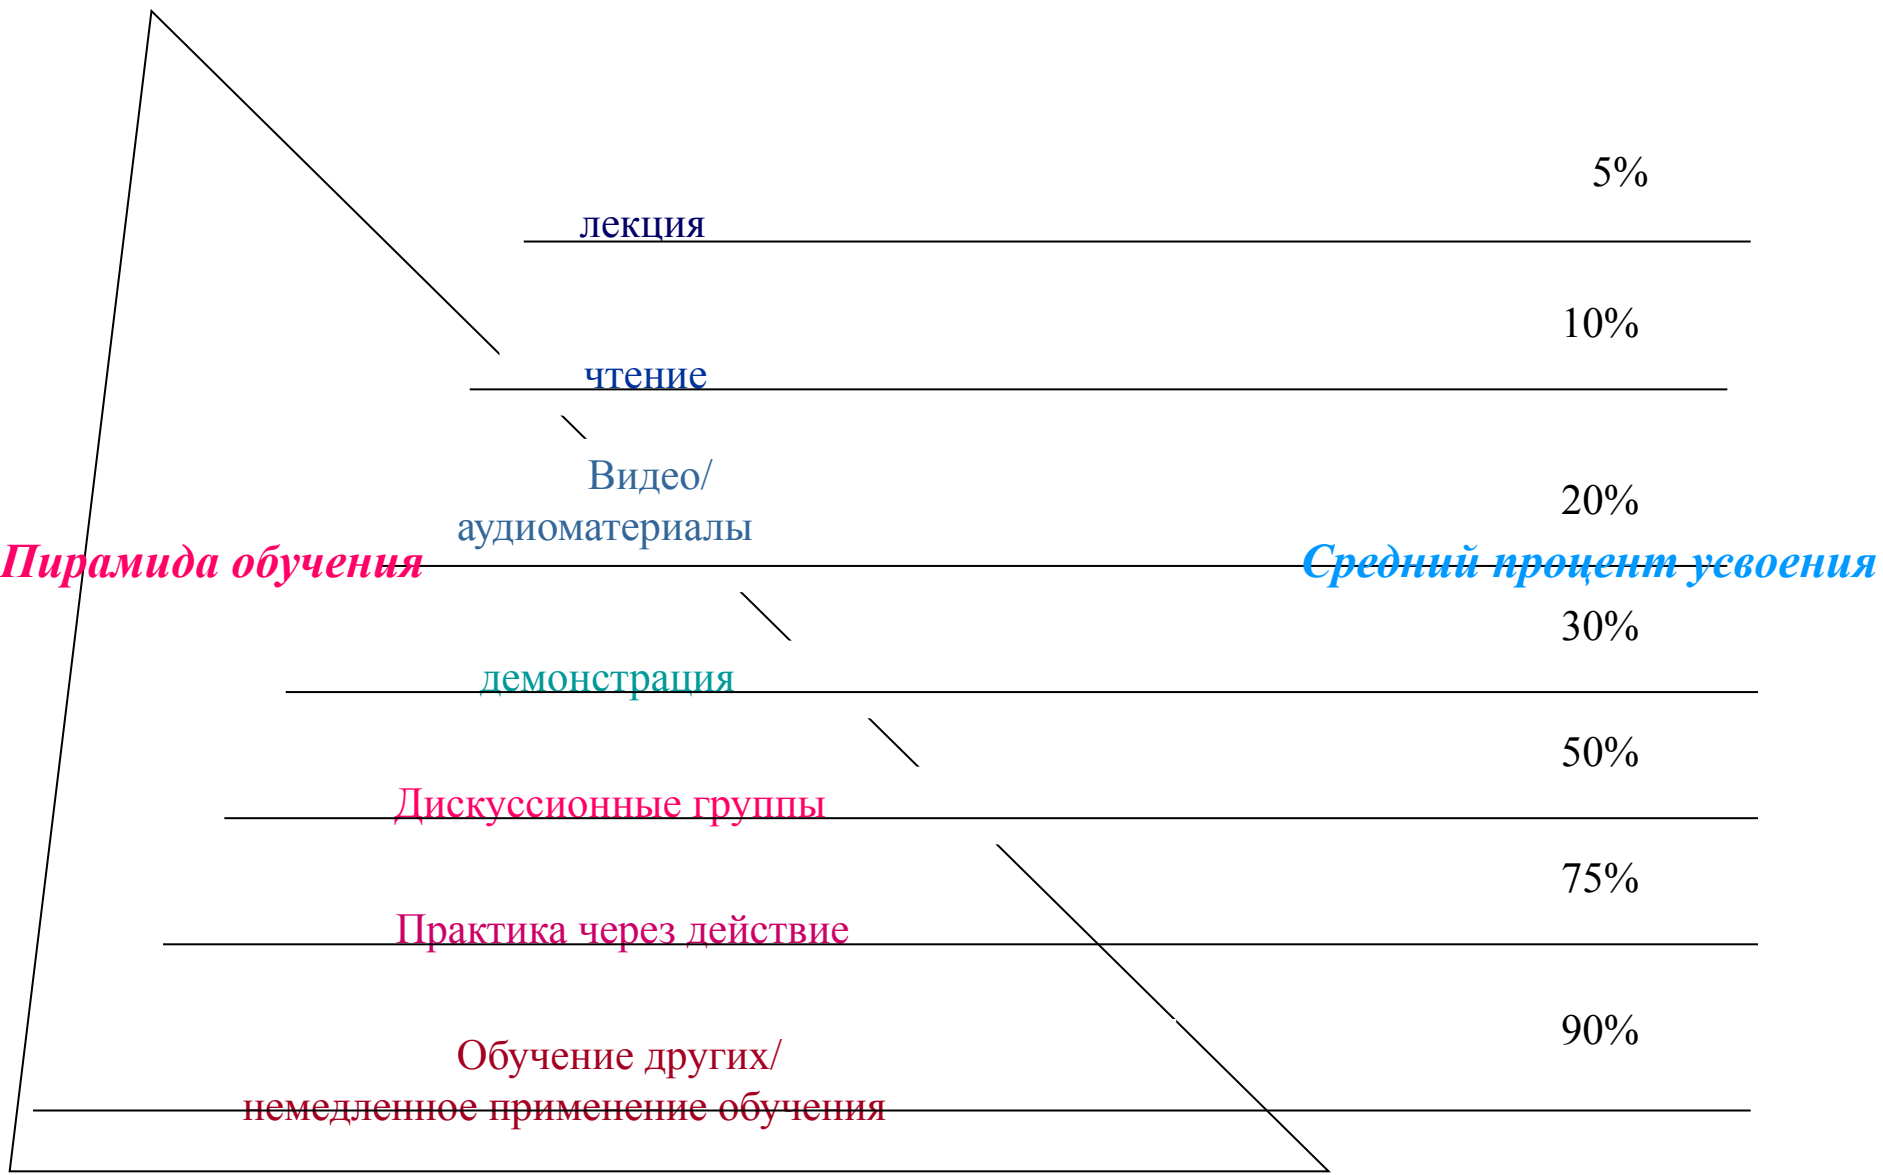 5%
лекция
10%
чтение
Видео/
аудиоматериалы
20%
Пирамида обучения
Средний процент усвоения
30%
демонстрация
50%
Дискуссионные группы
75%
Практика через действие
90%
Обучение других/
немедленное применение обучения